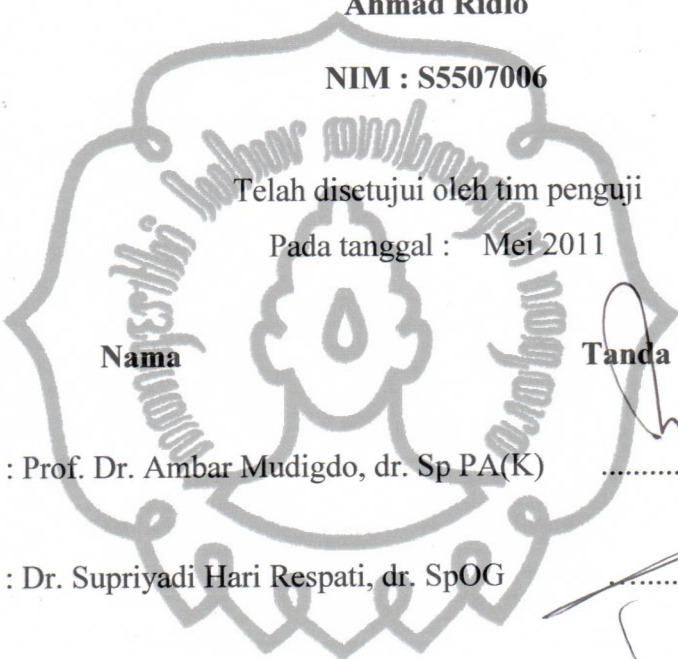 Ahmad Ridlo
NIM : S5507006
Telah disetujui oleh tim penguji
Pada tanggal : Mei 2011
Nama Tanda
: Prof. Dr. Ambar Mudigdo, dr. Sp PA(K) ..........
: Dr. Supriyadi Hari Respati, dr. SpOG .........